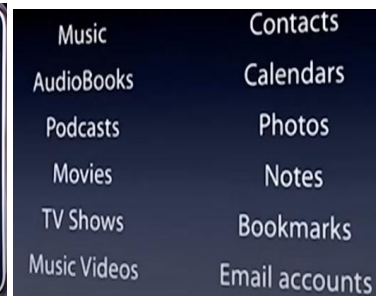 Music
AudioBooks
Podcasts
Movies
TV Shows
Music Videos
Contacts
Calendars
Photos
Notes
Bookmarks
Email accounts